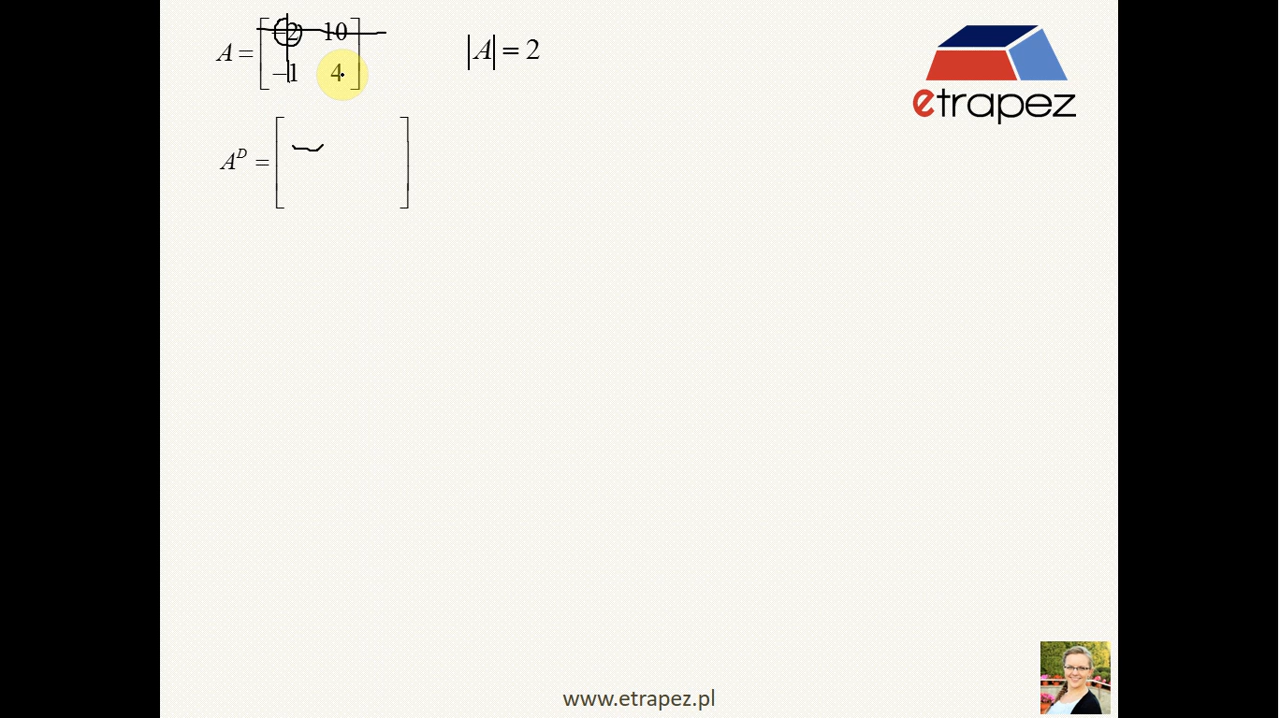 A = [ -2 10
-1 4 ]
|A| = 2
A^D = [ ]
etrapez
www.etrapez.pl